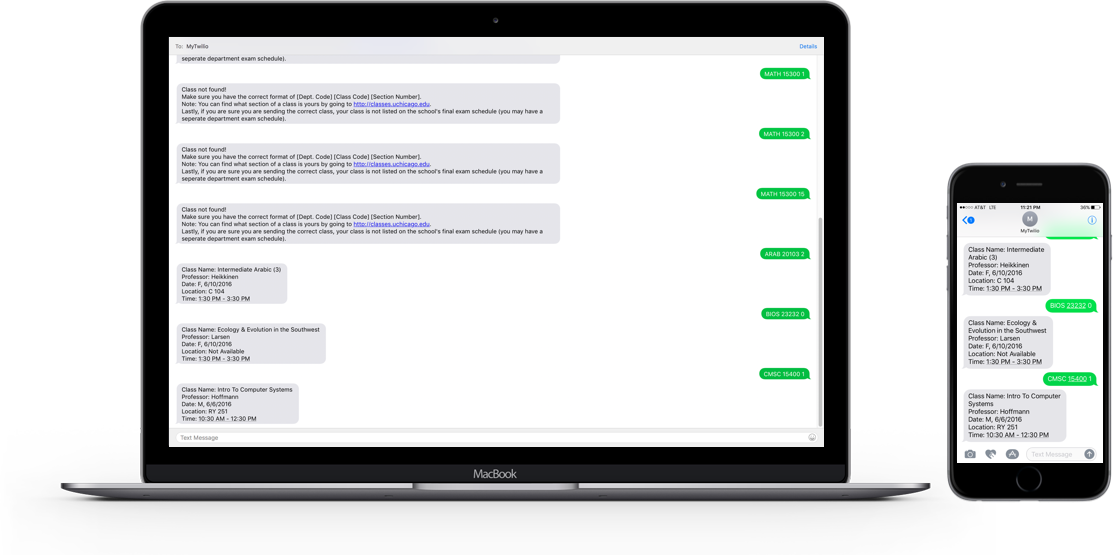 To: MyTwilio
Details
seperate department exam schedule).
MATH 15300 1
Class not found!
Make sure you have the correct format of [Dept. Code] [Class Code] [Section Number].
Note: You can find what section of a class is yours by going to http://classes.uchicago.edu.
Lastly, if you are sure you are sending the correct class, your class is not listed on the school's final exam schedule (you may have a
seperate department exam schedule).
MATH 15300 2
Class not found!
Make sure you have the correct format of [Dept. Code] [Class Code] [Section Number].
Note: You can find what section of a class is yours by going to http://classes.uchicago.edu.
Lastly, if you are sure you are sending the correct class, your class is not listed on the school's final exam schedule (you may have a
seperate department exam schedule).
MATH 15300 15
Class not found!
Make sure you have the correct format of [Dept. Code] [Class Code] [Section Number].
Note: You can find what section of a class is yours by going to http://classes.uchicago.edu.
Lastly, if you are sure you are sending the correct class, your class is not listed on the school's final exam schedule (you may have a
seperate department exam schedule).
ARAB 20103 2
Class Name: Intermediate Arabic (3)
Professor: Heikkinen
Date: F, 6/10/2016
Location: C 104
Time: 1:30 PM - 3:30 PM
BIOS 23232 0
Class Name: Ecology & Evolution in the Southwest
Professor: Larsen
Date: F, 6/10/2016
Location: Not Available
Time: 1:30 PM - 3:30 PM
CMSC 15400 1
Class Name: Intro To Computer Systems
Professor: Hoffmann
Date: M, 6/6/2016
Location: RY 251
Time: 10:30 AM - 12:30 PM
Text Message
MacBook
AT&T LTE 11:21 PM 36%
1
M
MyTwilio
Class Name: Intermediate
Arabic (3)
Professor: Heikkinen
Date: F, 6/10/2016
Location: C 104
Time: 1:30 PM - 3:30 PM
BIOS 23232 0
Class Name: Ecology &
Evolution in the Southwest
Professor: Larsen
Date: F, 6/10/2016
Location: Not Available
Time: 1:30 PM - 3:30 PM
CMSC 15400 1
Class Name: Intro To Computer
Systems
Professor: Hoffmann
Date: M, 6/6/2016
Location: RY 251
Time: 10:30 AM - 12:30 PM
Text Message